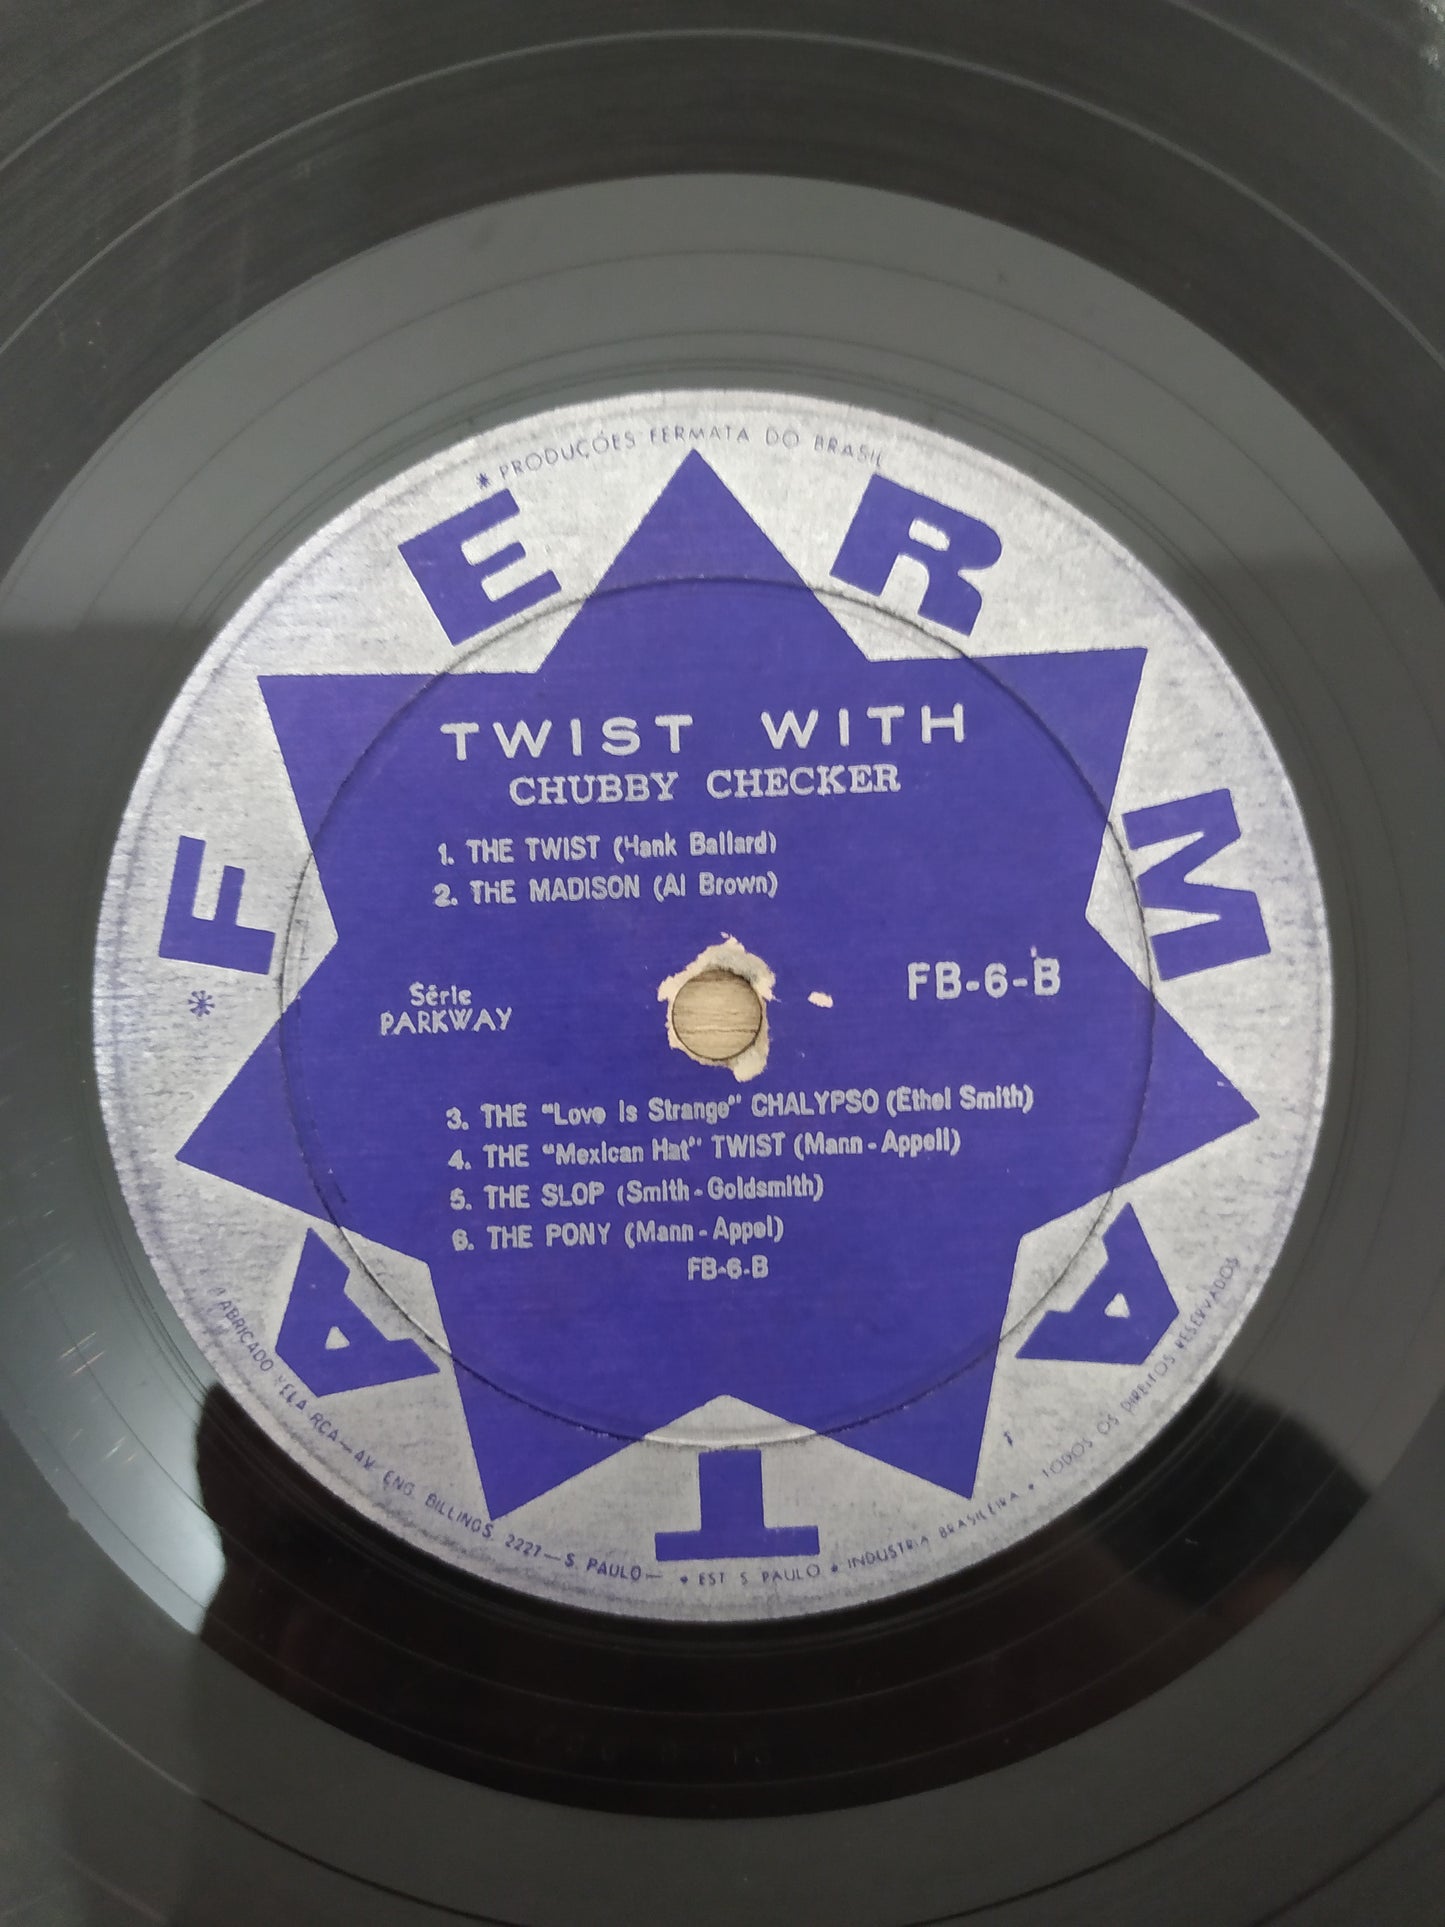 * PRODUÇÕES FERMATA DO BRASIL
FERMATA
TWIST WITH
CHUBBY CHECKER
1. THE TWIST (Hank Ballard)
2. THE MADISON (Al Brown)
Série
PARKWAY
FB-6-B
3. THE "Love Is Strange" CHALYPSO (Ethel Smith)
4. THE "Mexican Hat" TWIST (Mann - Appell)
5. THE SLOP (Smith - Goldsmith)
6. THE PONY (Mann - Appel)
FB-6-B
FABRICADO PELA RCA — AV. ENG. BILLINGS, 2227 — S. PAULO — • EST S PAULO • INDUSTRIA BRASILEIRA • TODOS OS DIREITOS RESERVADOS